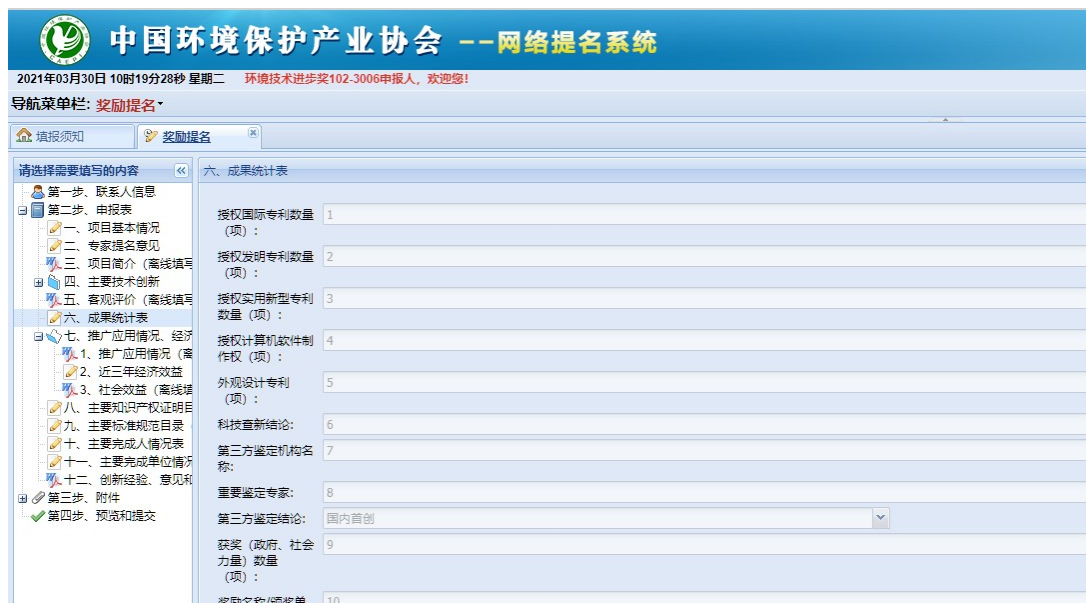 中国环境保护产业协会 --网络提名系统
2021年03月30日 10时19分28秒 星期二 环境技术进步奖102-3006申报人，欢迎您!
导航菜单栏: 奖励提名
填报须知 奖励提名
请选择需要填写的内容
第一步、联系人信息
第二步、申报表
一、项目基本情况
二、专家提名意见
三、项目简介（离线填写
四、主要技术创新
五、客观评价（离线填写
六、成果统计表
七、推广应用情况、经济
1、推广应用情况（离
2、近三年经济效益
3、社会效益（离线填
八、主要知识产权证明目
九、主要标准规范目录（
十、主要完成人情况表
十一、主要完成单位情况
十二、创新经验、意见和
第三步、附件
第四步、预览和提交
六、成果统计表
授权国际专利数量 1
（项）:
授权发明专利数量 2
（项）:
授权实用新型专利 3
数量（项）:
授权计算机软件制 4
作权（项）:
外观设计专利 5
（项）:
科技查新结论: 6
第三方鉴定机构名 7
称:
重要鉴定专家: 8
第三方鉴定结论: 国内首创
获奖（政府、社会 9
力量）数量
（项）:
奖励名称/颁奖单 10